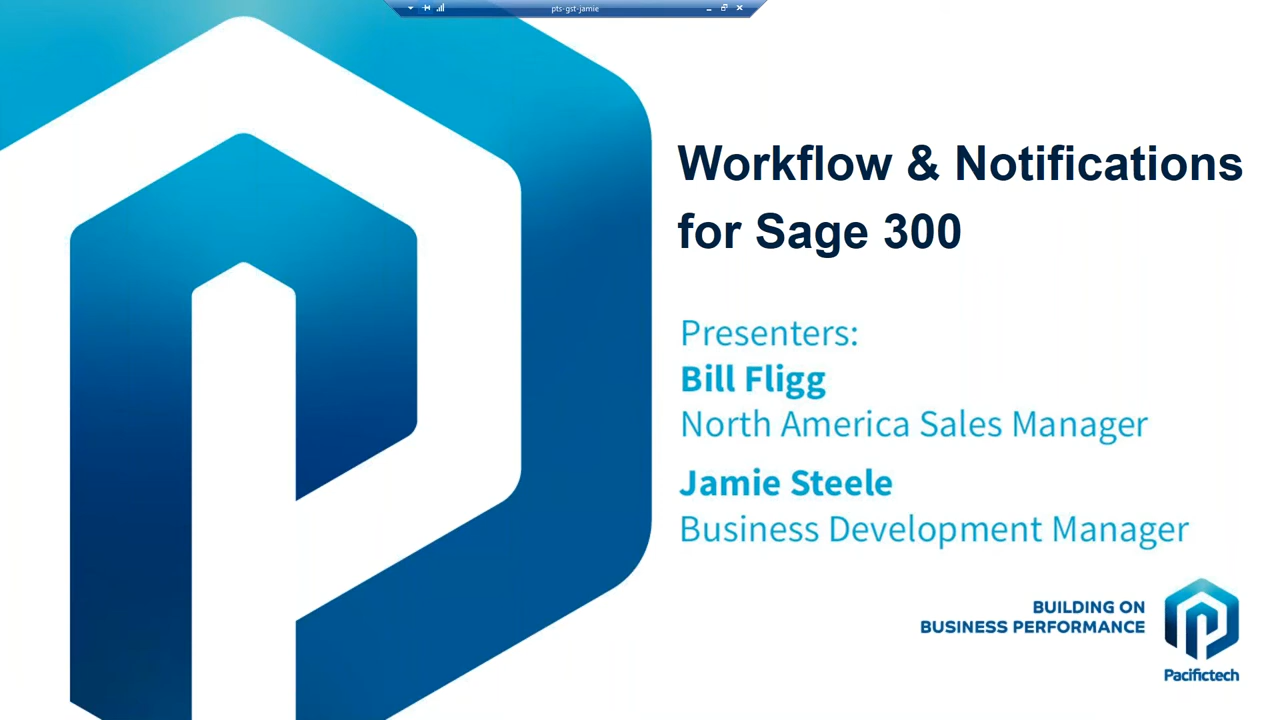 pts-gst-jamie
Workflow & Notifications
for Sage 300
Presenters:
Bill Fligg
North America Sales Manager
Jamie Steele
Business Development Manager
BUILDING ON
BUSINESS PERFORMANCE
Pacifictech